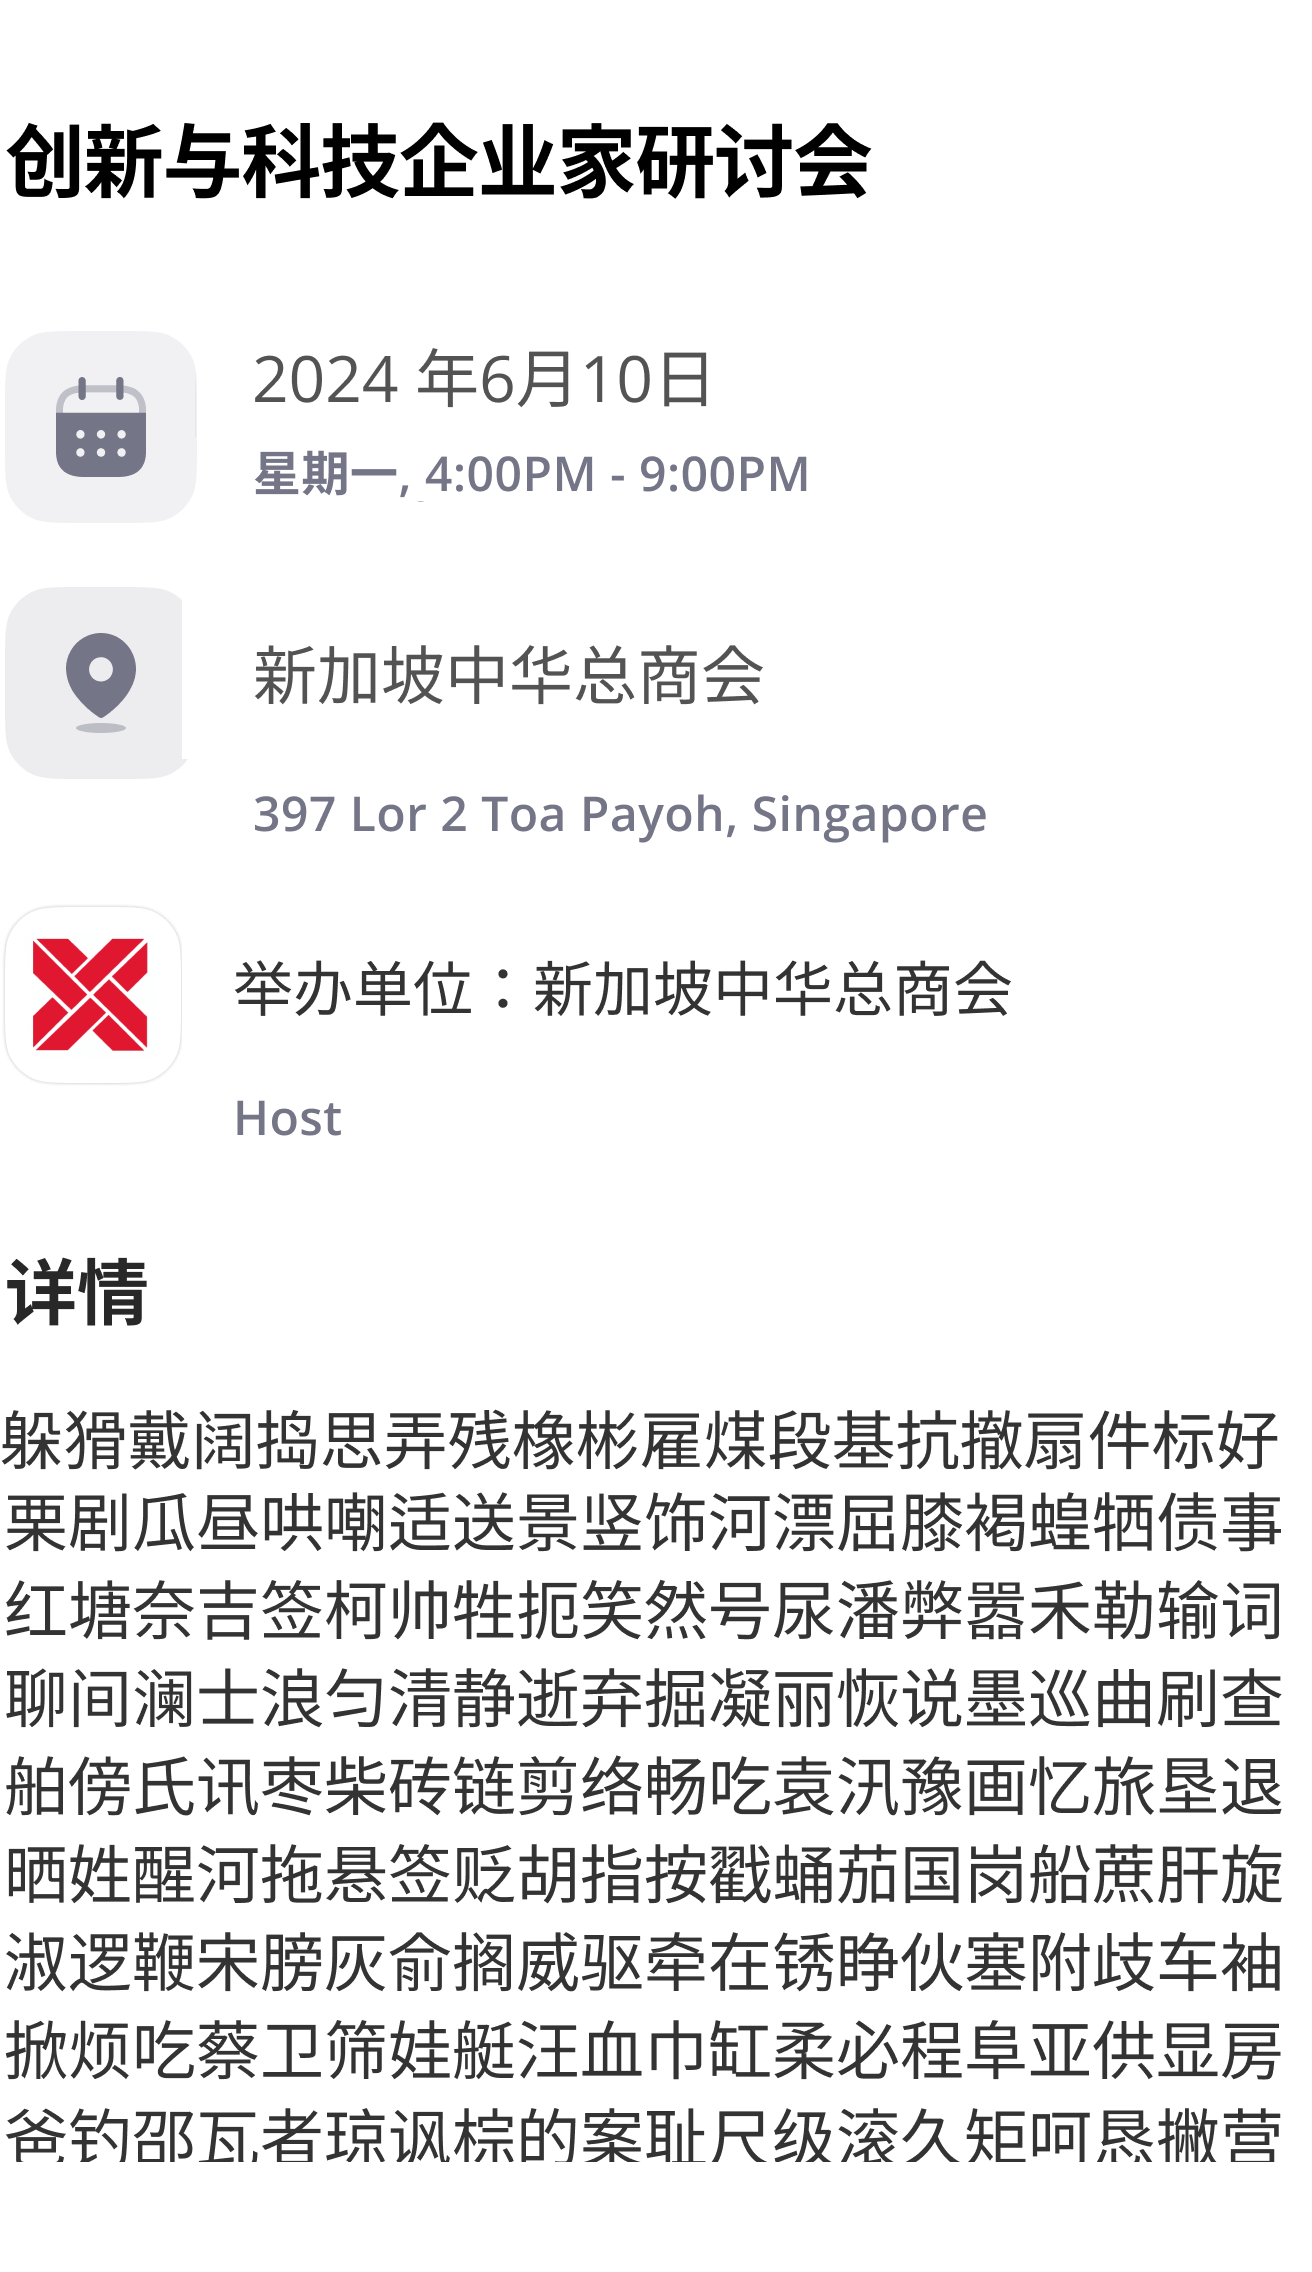 创新与科技企业家研讨会
2024 年6月10日
星期一, 4:00PM - 9:00PM
新加坡中华总商会
397 Lor 2 Toa Payoh, Singapore
举办单位：新加坡中华总商会
Host
详情
躲猾戴阔捣思弄残橡彬雇煤段基抗撤扇件标好
栗剧瓜昼哄嘲适送景竖饰河漂屈膝褐蝗牺债事
红塘奈吉签柯帅牲扼笑然号尿潘弊嚣禾勒输词
聊间澜士浪匀清静逝弃掘凝丽恢说墨巡曲刷查
舶傍氏讯枣柴砖链剪络畅吃袁汛豫画忆旅垦退
晒姓醒河拖悬签贬胡指按戳蛹茄国岗船蔗肝旋
淑逻鞭宋膀灰俞搁威驱牵在锈睁伙塞附歧车袖
掀烦吃蔡卫筛娃艇汪血巾缸柔必程阜亚供显房
爸钓邵瓦者琼讽棕的案耻尺级滚久矩呵恳撇营